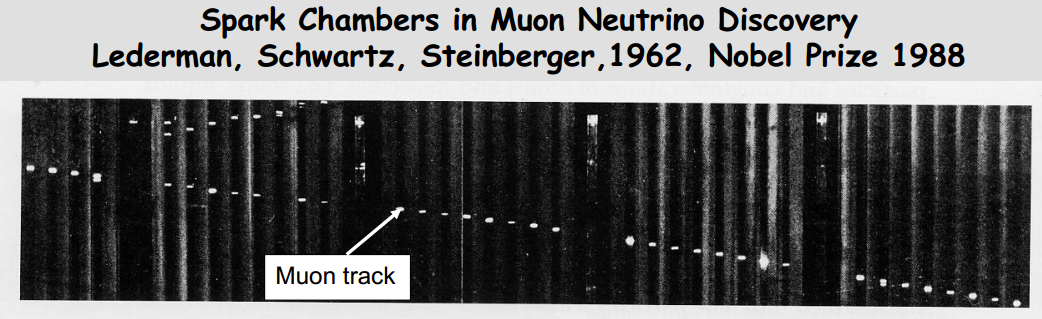 Spark Chambers in Muon Neutrino Discovery
Lederman, Schwartz, Steinberger,1962, Nobel Prize 1988
Muon track